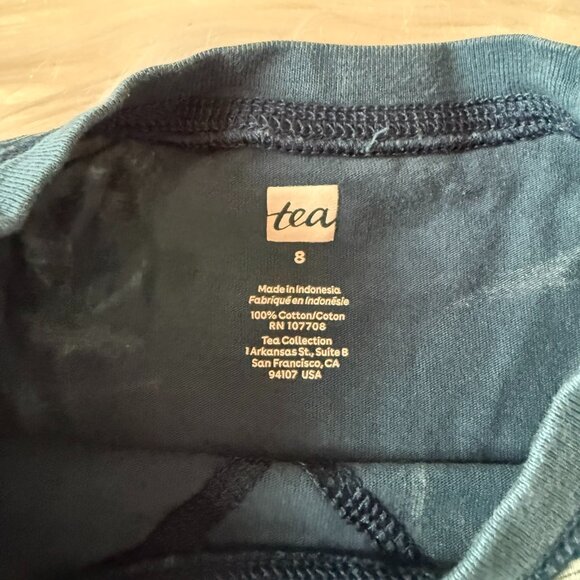 tea
8
Made in Indonesia
Fabriqué en Indonésie
100% Cotton/Coton
RN 107708
Tea Collection
1 Arkansas St., Suite B
San Francisco, CA
94107 USA